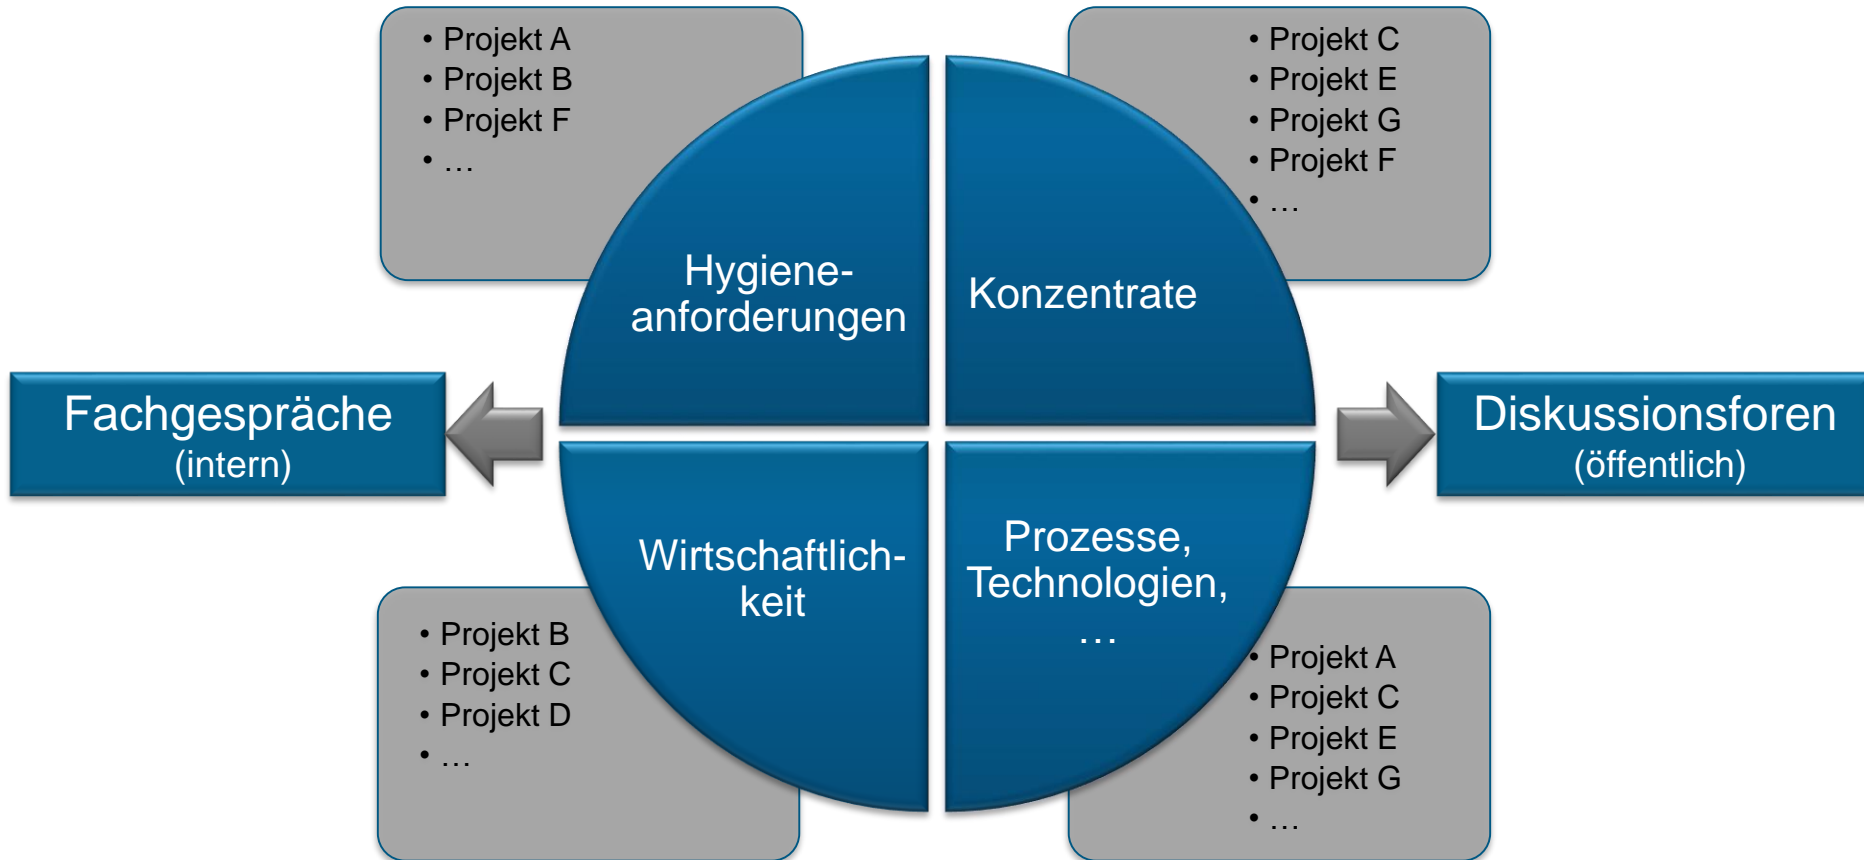 • Projekt A
• Projekt B
• Projekt F
• …
• Projekt C
• Projekt E
• Projekt G
• Projekt F
• …
Hygiene-
anforderungen
Konzentrate
Fachgespräche
(intern)
Diskussionsforen
(öffentlich)
Wirtschaftlich-
keit
Prozesse,
Technologien,
…
• Projekt B
• Projekt C
• Projekt D
• …
• Projekt A
• Projekt C
• Projekt E
• Projekt G
• …